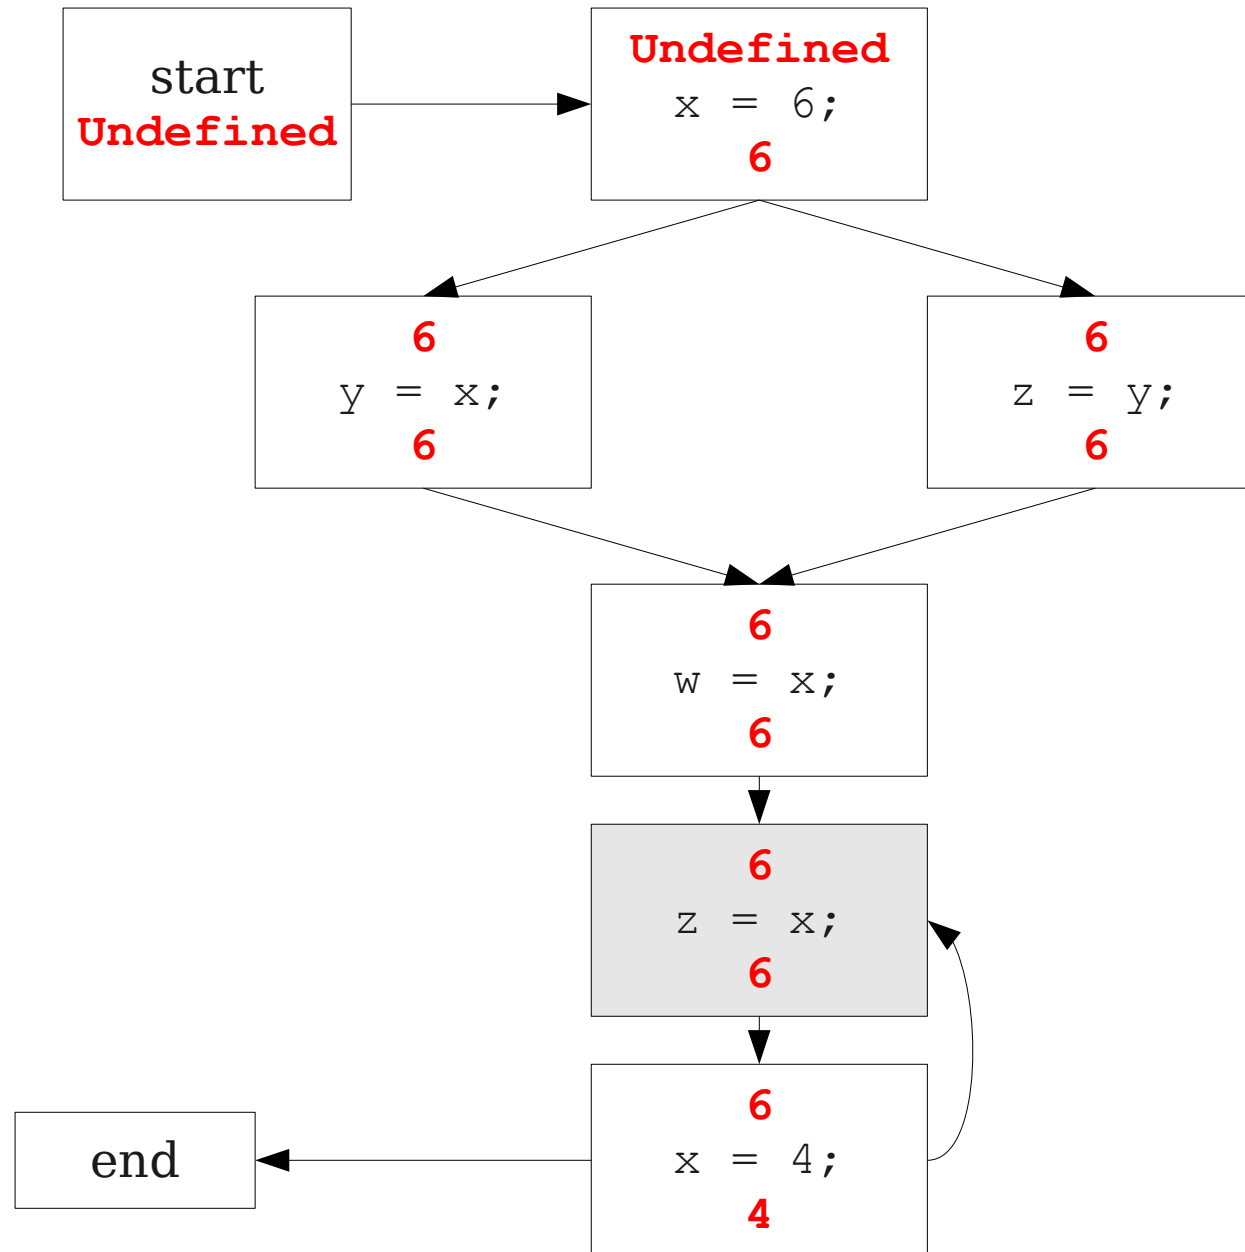 start
Undefined
Undefined
x = 6;
6
6
y = x;
6
6
z = y;
6
6
w = x;
6
6
z = x;
6
6
x = 4;
4
end